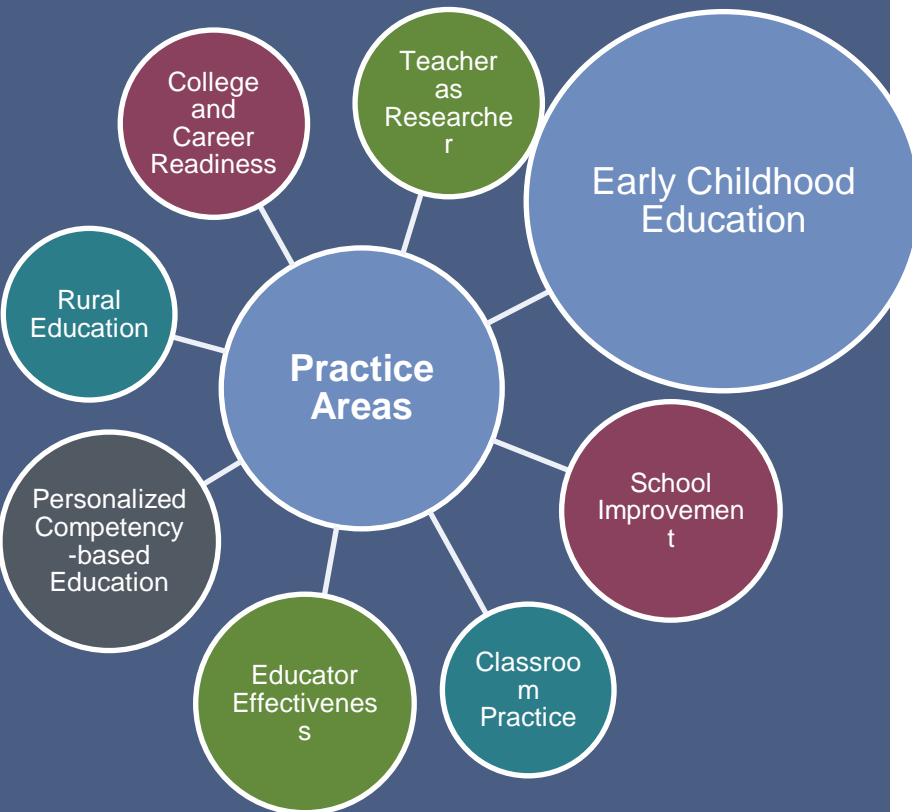 College
and
Career
Readiness
Teacher
as
Researche
r
Early Childhood
Education
Rural
Education
Practice
Areas
Personalized
Competency
-based
Education
School
Improvemen
t
Educator
Effectivenes
s
Classroo
m
Practice